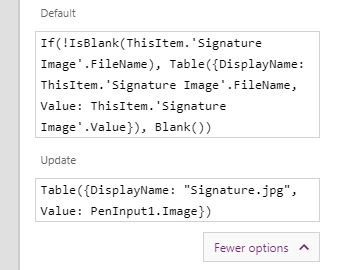 Default
If(!IsBlank(ThisItem.'Signature
Image'.FileName), Table({DisplayName:
ThisItem.'Signature Image'.FileName,
Value: ThisItem.'Signature
Image'.Value}), Blank())
Update
Table({DisplayName: "Signature.jpg",
Value: PenInput1.Image})
Fewer options